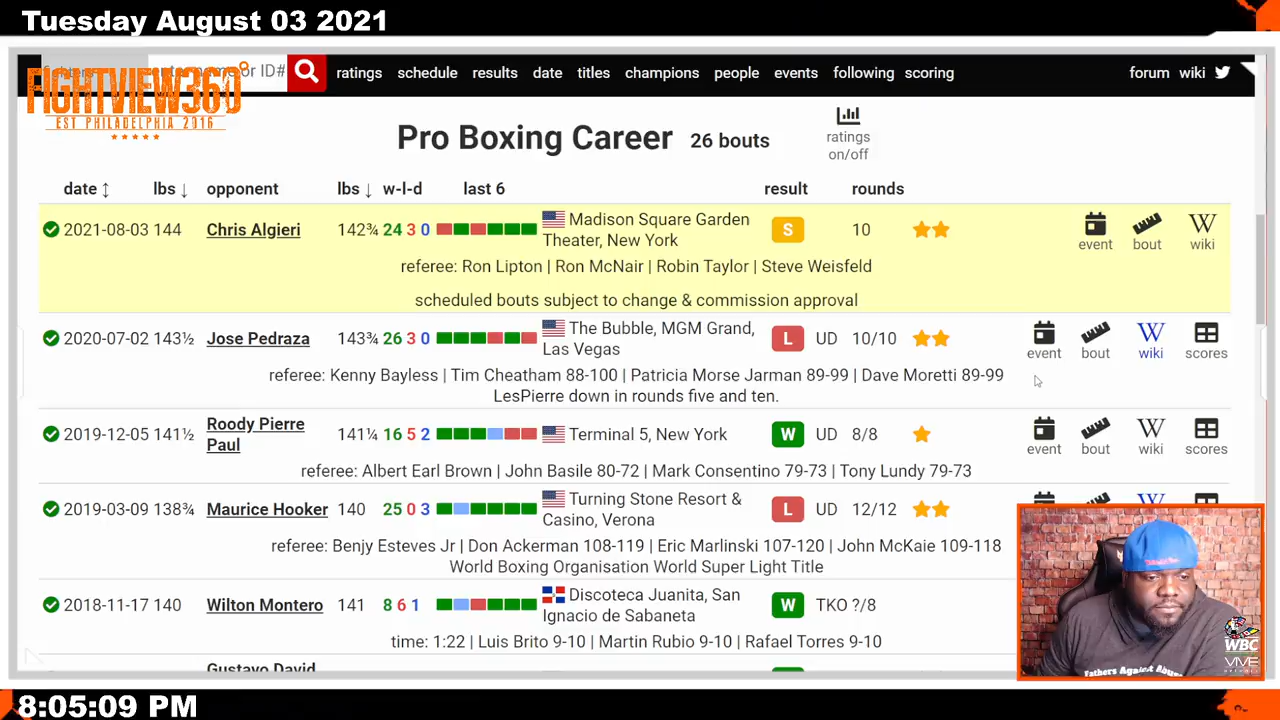 Tuesday August 03 2021
FIGHTVIEW360°
EST PHILADELPHIA 2016
name or ID#
ratings schedule results date titles champions people events following scoring forum wiki
Pro Boxing Career 26 bouts
ratings
on/off
date lbs opponent lbs w-l-d last 6 result rounds
2021-08-03 144 Chris Algieri 142¾ 24 3 0 Madison Square Garden
Theater, New York S 10 event bout wiki
referee: Ron Lipton | Ron McNair | Robin Taylor | Steve Weisfeld
scheduled bouts subject to change & commission approval
2020-07-02 143½ Jose Pedraza 143¾ 26 3 0 The Bubble, MGM Grand,
Las Vegas L UD 10/10 event bout wiki scores
referee: Kenny Bayless | Tim Cheatham 88-100 | Patricia Morse Jarman 89-99 | Dave Moretti 89-99
LesPierre down in rounds five and ten.
2019-12-05 141½ Roody Pierre
Paul 141¼ 16 5 2 Terminal 5, New York W UD 8/8 event bout wiki scores
referee: Albert Earl Brown | John Basile 80-72 | Mark Consentino 79-73 | Tony Lundy 79-73
2019-03-09 138¾ Maurice Hooker 140 25 0 3 Turning Stone Resort &
Casino, Verona L UD 12/12
referee: Benjy Esteves Jr | Don Ackerman 108-119 | Eric Marlinski 107-120 | John McKaie 109-118
World Boxing Organisation World Super Light Title
2018-11-17 140 Wilton Montero 141 8 6 1 Discoteca Juanita, San
Ignacio de Sabaneta W TKO ?/8
time: 1:22 | Luis Brito 9-10 | Martin Rubio 9-10 | Rafael Torres 9-10
Gustavo David
Fathers Against
WBC
VIVE
8:05:09 PM